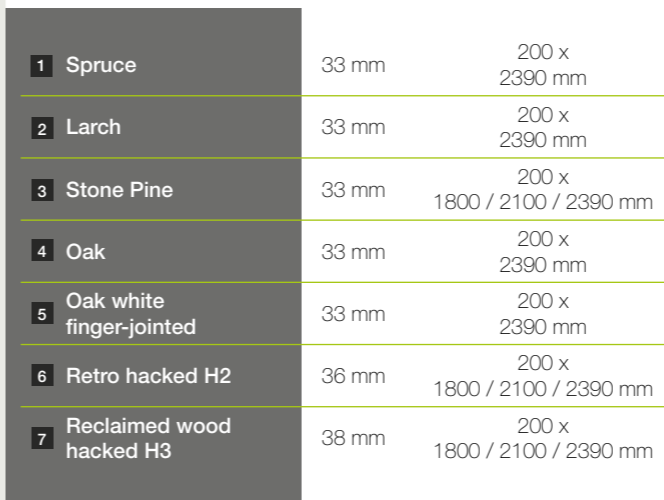 1 Spruce 33 mm 200 x
2390 mm
2 Larch 33 mm 200 x
2390 mm
3 Stone Pine 33 mm 200 x
1800 / 2100 / 2390 mm
4 Oak 33 mm 200 x
2390 mm
5 Oak white
finger-jointed 33 mm 200 x
2390 mm
6 Retro hacked H2 36 mm 200 x
1800 / 2100 / 2390 mm
7 Reclaimed wood
hacked H3 38 mm 200 x
1800 / 2100 / 2390 mm